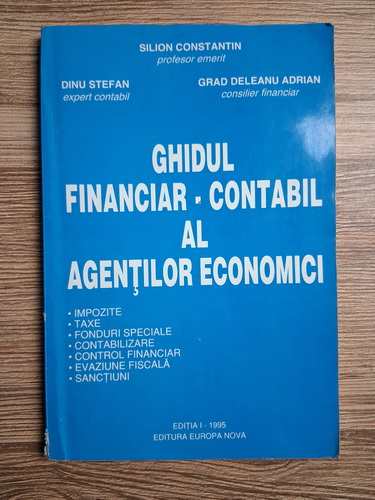 SILION CONSTANTIN
profesor emerit
DINU STEFAN
expert contabil
GRAD DELEANU ADRIAN
consilier financiar
GHIDUL
FINANCIAR - CONTABIL
AL
AGENȚILOR ECONOMICI
• IMPOZITE
• TAXE
• FONDURI SPECIALE
• CONTABILIZARE
• CONTROL FINANCIAR
• EVAZIUNE FISCALĂ
• SANCȚIUNI
EDIȚIA I - 1995
EDITURA EUROPA NOVA